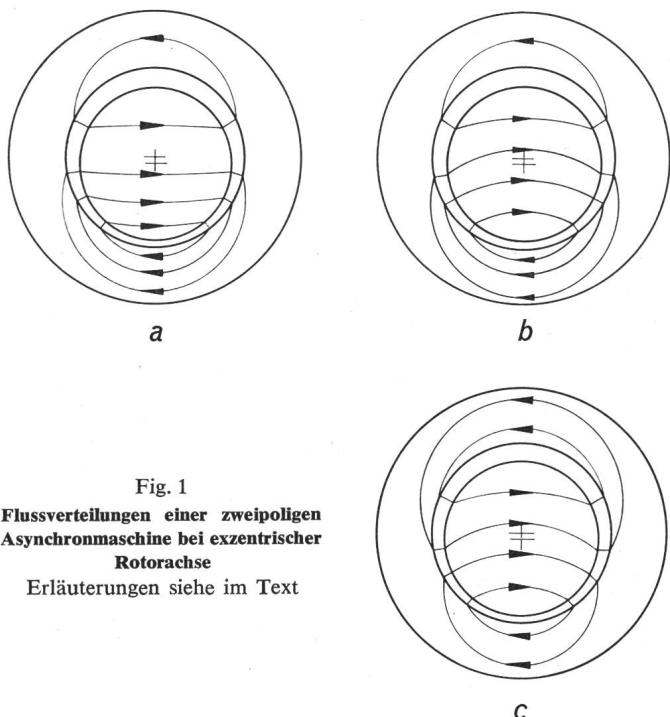 a
b
Fig. 1
Flussverteilungen einer zweipoligen
Asynchronmaschine bei exzentrischer
Rotorachse
Erläuterungen siehe im Text
c